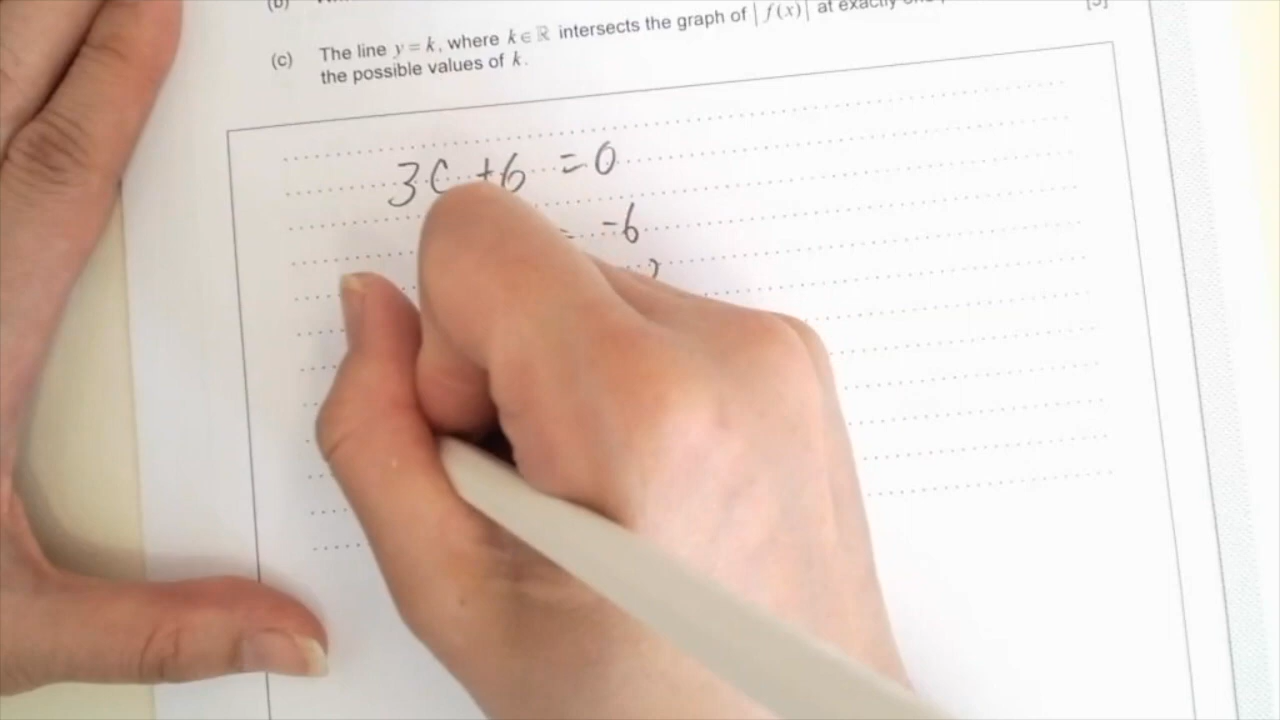 (b)
(c) The line y = k, where k ∈ ℝ intersects the graph of | f(x) | at exactly
the possible values of k.
3C +6 = 0
= -6